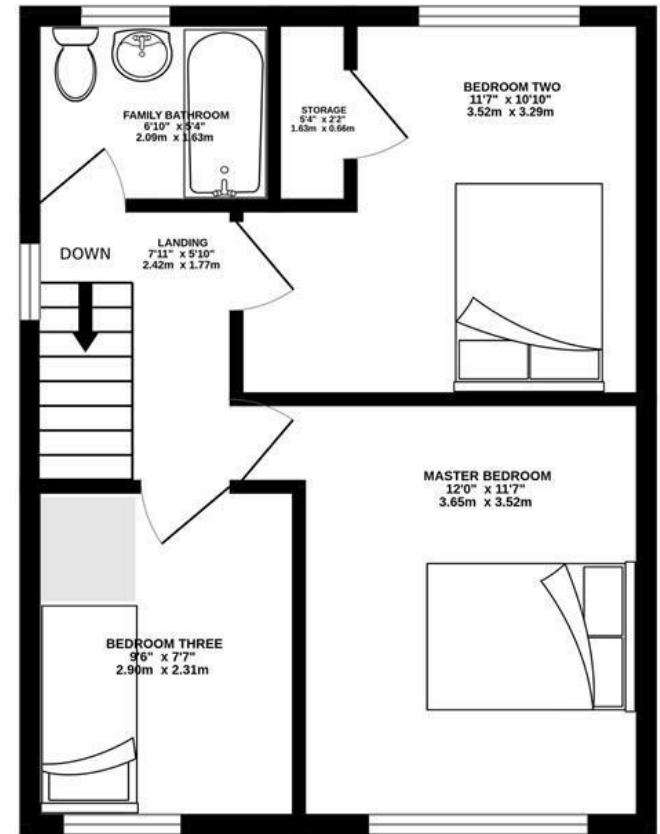 FAMILY BATHROOM
6'10" x 5'4"
2.09m x 1.63m
STORAGE
5'4" x 2'2"
1.63m x 0.66m
BEDROOM TWO
11'7" x 10'10"
3.52m x 3.29m
DOWN
LANDING
7'11" x 5'10"
2.42m x 1.77m
MASTER BEDROOM
12'0" x 11'7"
3.65m x 3.52m
BEDROOM THREE
9'6" x 7'7"
2.90m x 2.31m